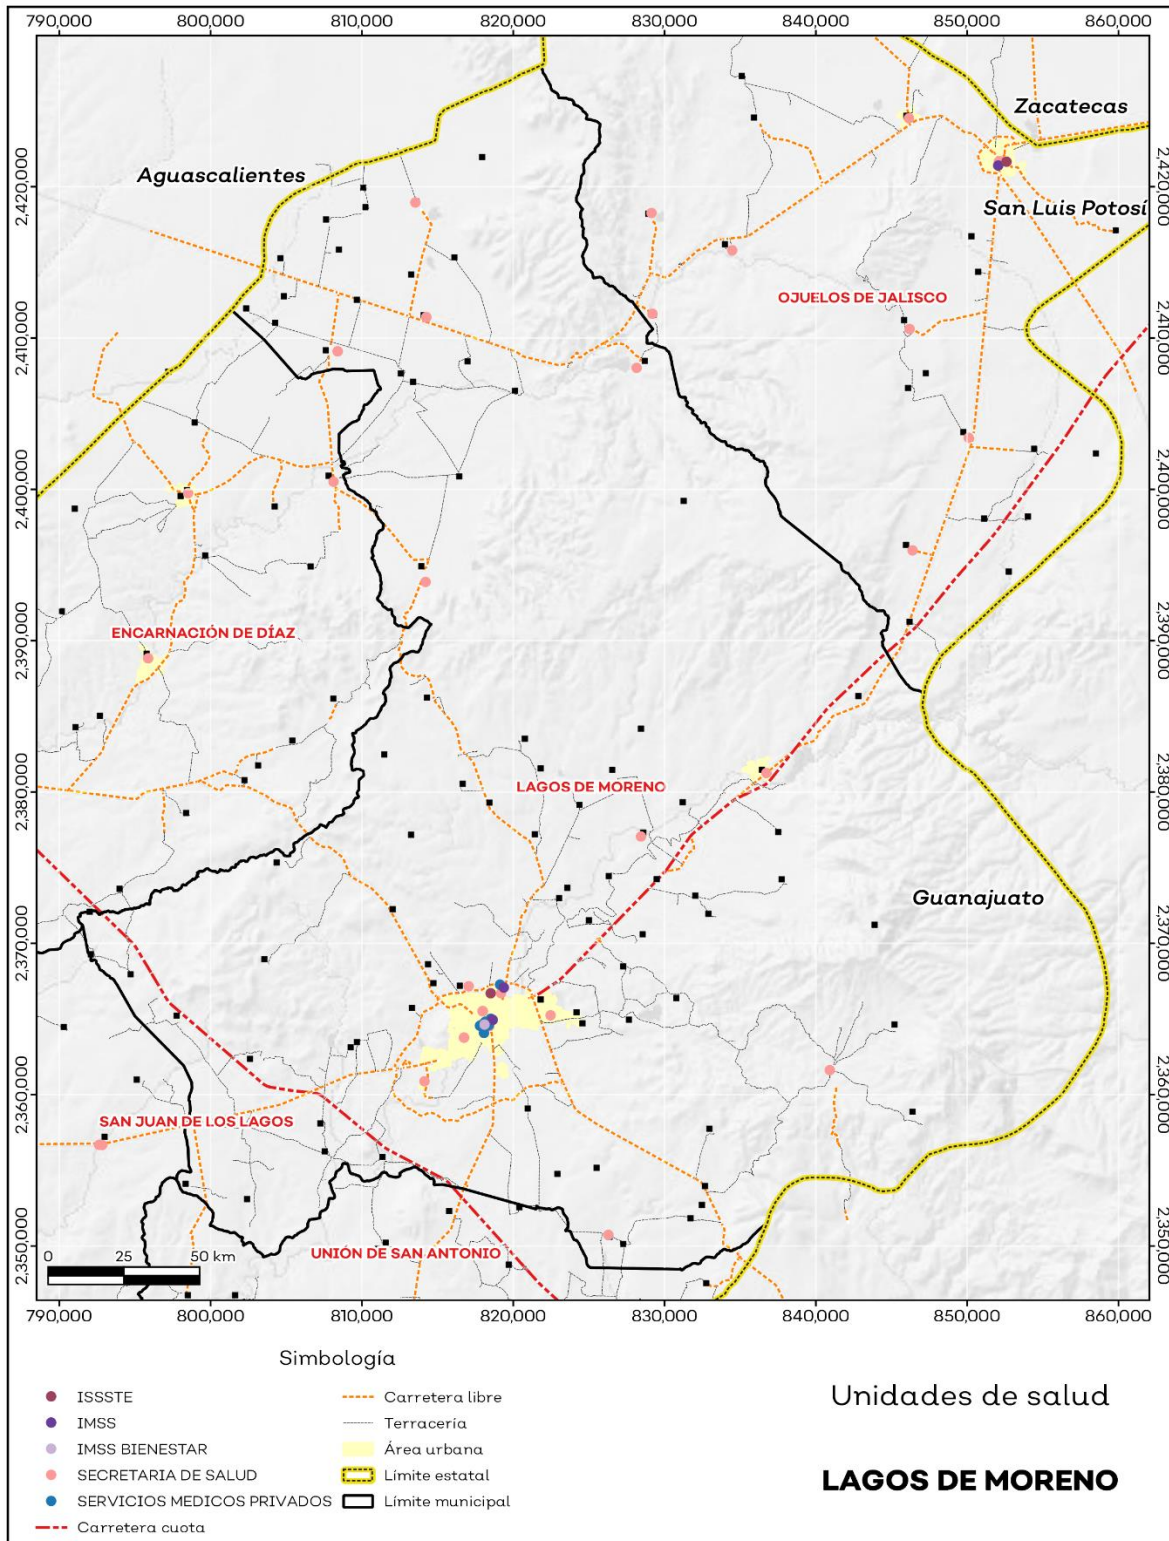 790,000 800,000 810,000 820,000 830,000 840,000 850,000 860,000
Zacatecas
Aguascalientes
2,420,000 2,420,000
San Luis Potosí
OJUELOS DE JALISCO
2,410,000 2,410,000
2,400,000 2,400,000
ENCARNACIÓN DE DÍAZ
2,390,000 2,390,000
LAGOS DE MORENO
2,380,000 2,380,000
Guanajuato
2,370,000 2,370,000
2,360,000 2,360,000
SAN JUAN DE LOS LAGOS
UNIÓN DE SAN ANTONIO
2,350,000 2,350,000
0 25 50 km
790,000 800,000 810,000 820,000 830,000 840,000 850,000 860,000
Simbología
ISSSTE
IMSS
IMSS BIENESTAR
SECRETARIA DE SALUD
SERVICIOS MEDICOS PRIVADOS
Carretera cuota
Carretera libre
Terracería
Área urbana
Límite estatal
Límite municipal
Unidades de salud
LAGOS DE MORENO